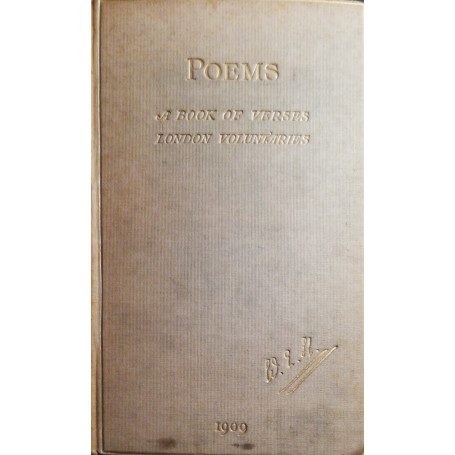 POEMS
A BOOK OF VERSES
LONDON VOLUNTARIES
W. E. H.
1909